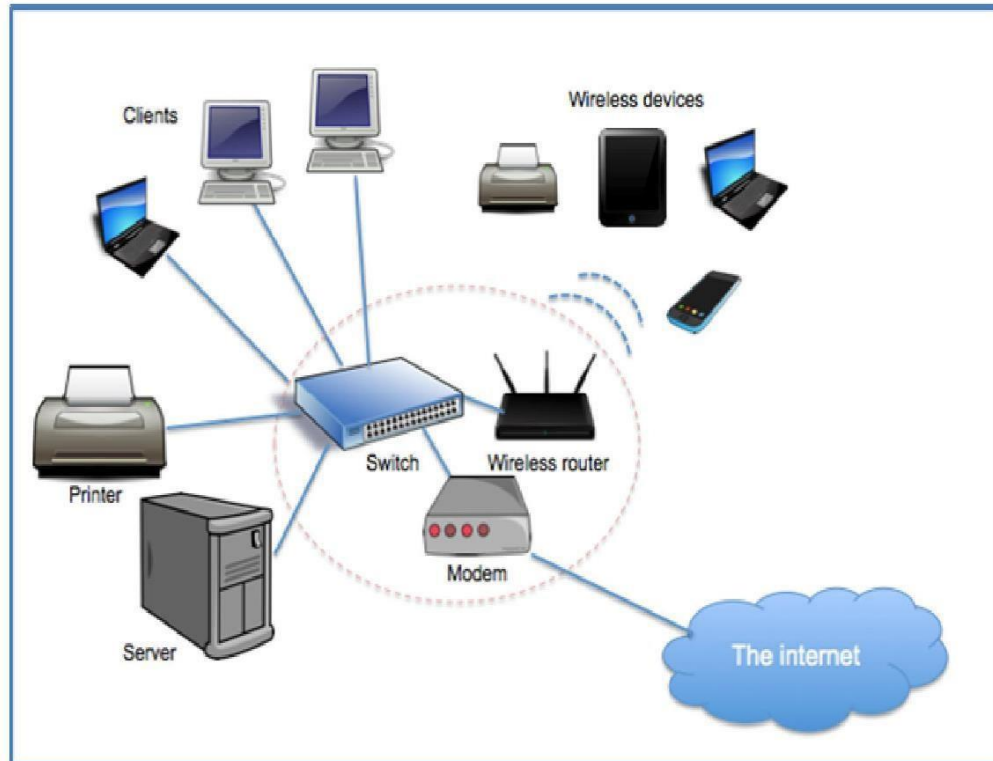 Clients
Wireless devices
Switch
Wireless router
Printer
Modem
Server
The internet